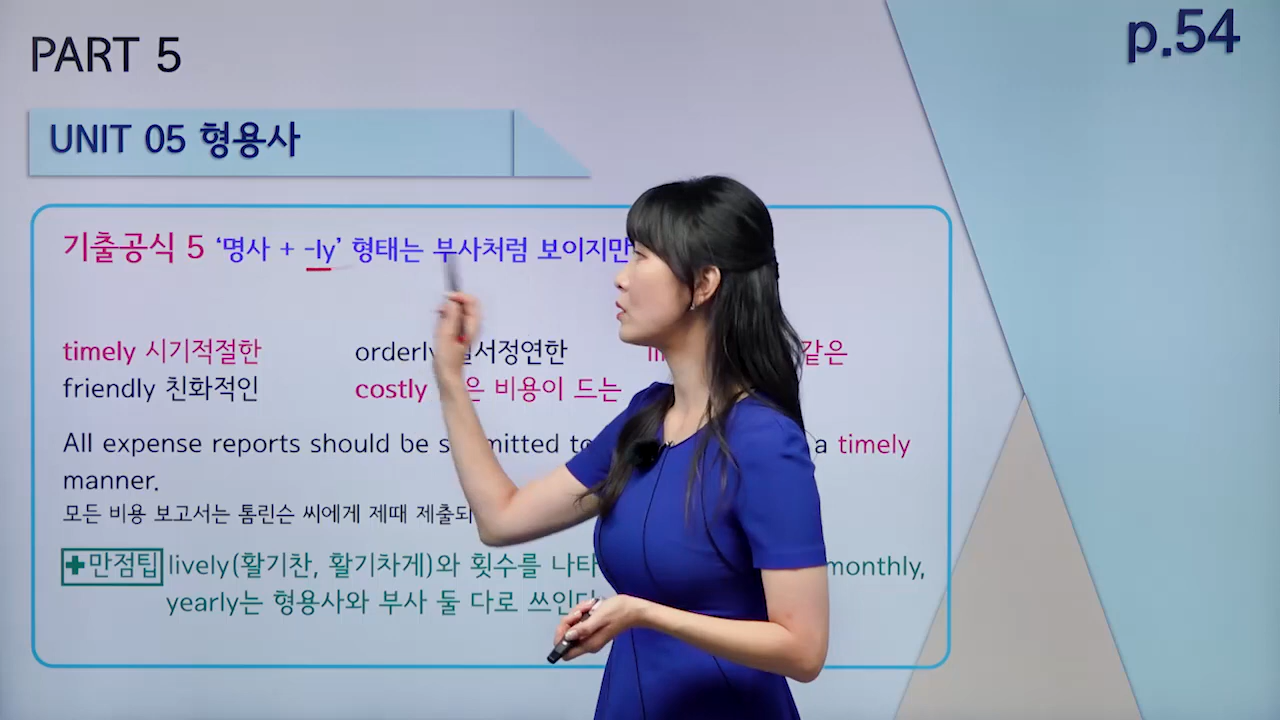 PART 5
p.54
UNIT 05 형용사
기출공식 5 '명사 + -ly' 형태는 부사처럼 보이지만
timely 시기적절한 orderly 질서정연한 같은
friendly 친화적인 costly 비용이 드는
All expense reports should be submitted to a timely
manner.
모든 비용 보고서는 톰린슨 씨에게 제때 제출되
✚만점팁 lively(활기찬, 활기차게)와 횟수를 나타 monthly,
yearly는 형용사와 부사 둘 다로 쓰인다